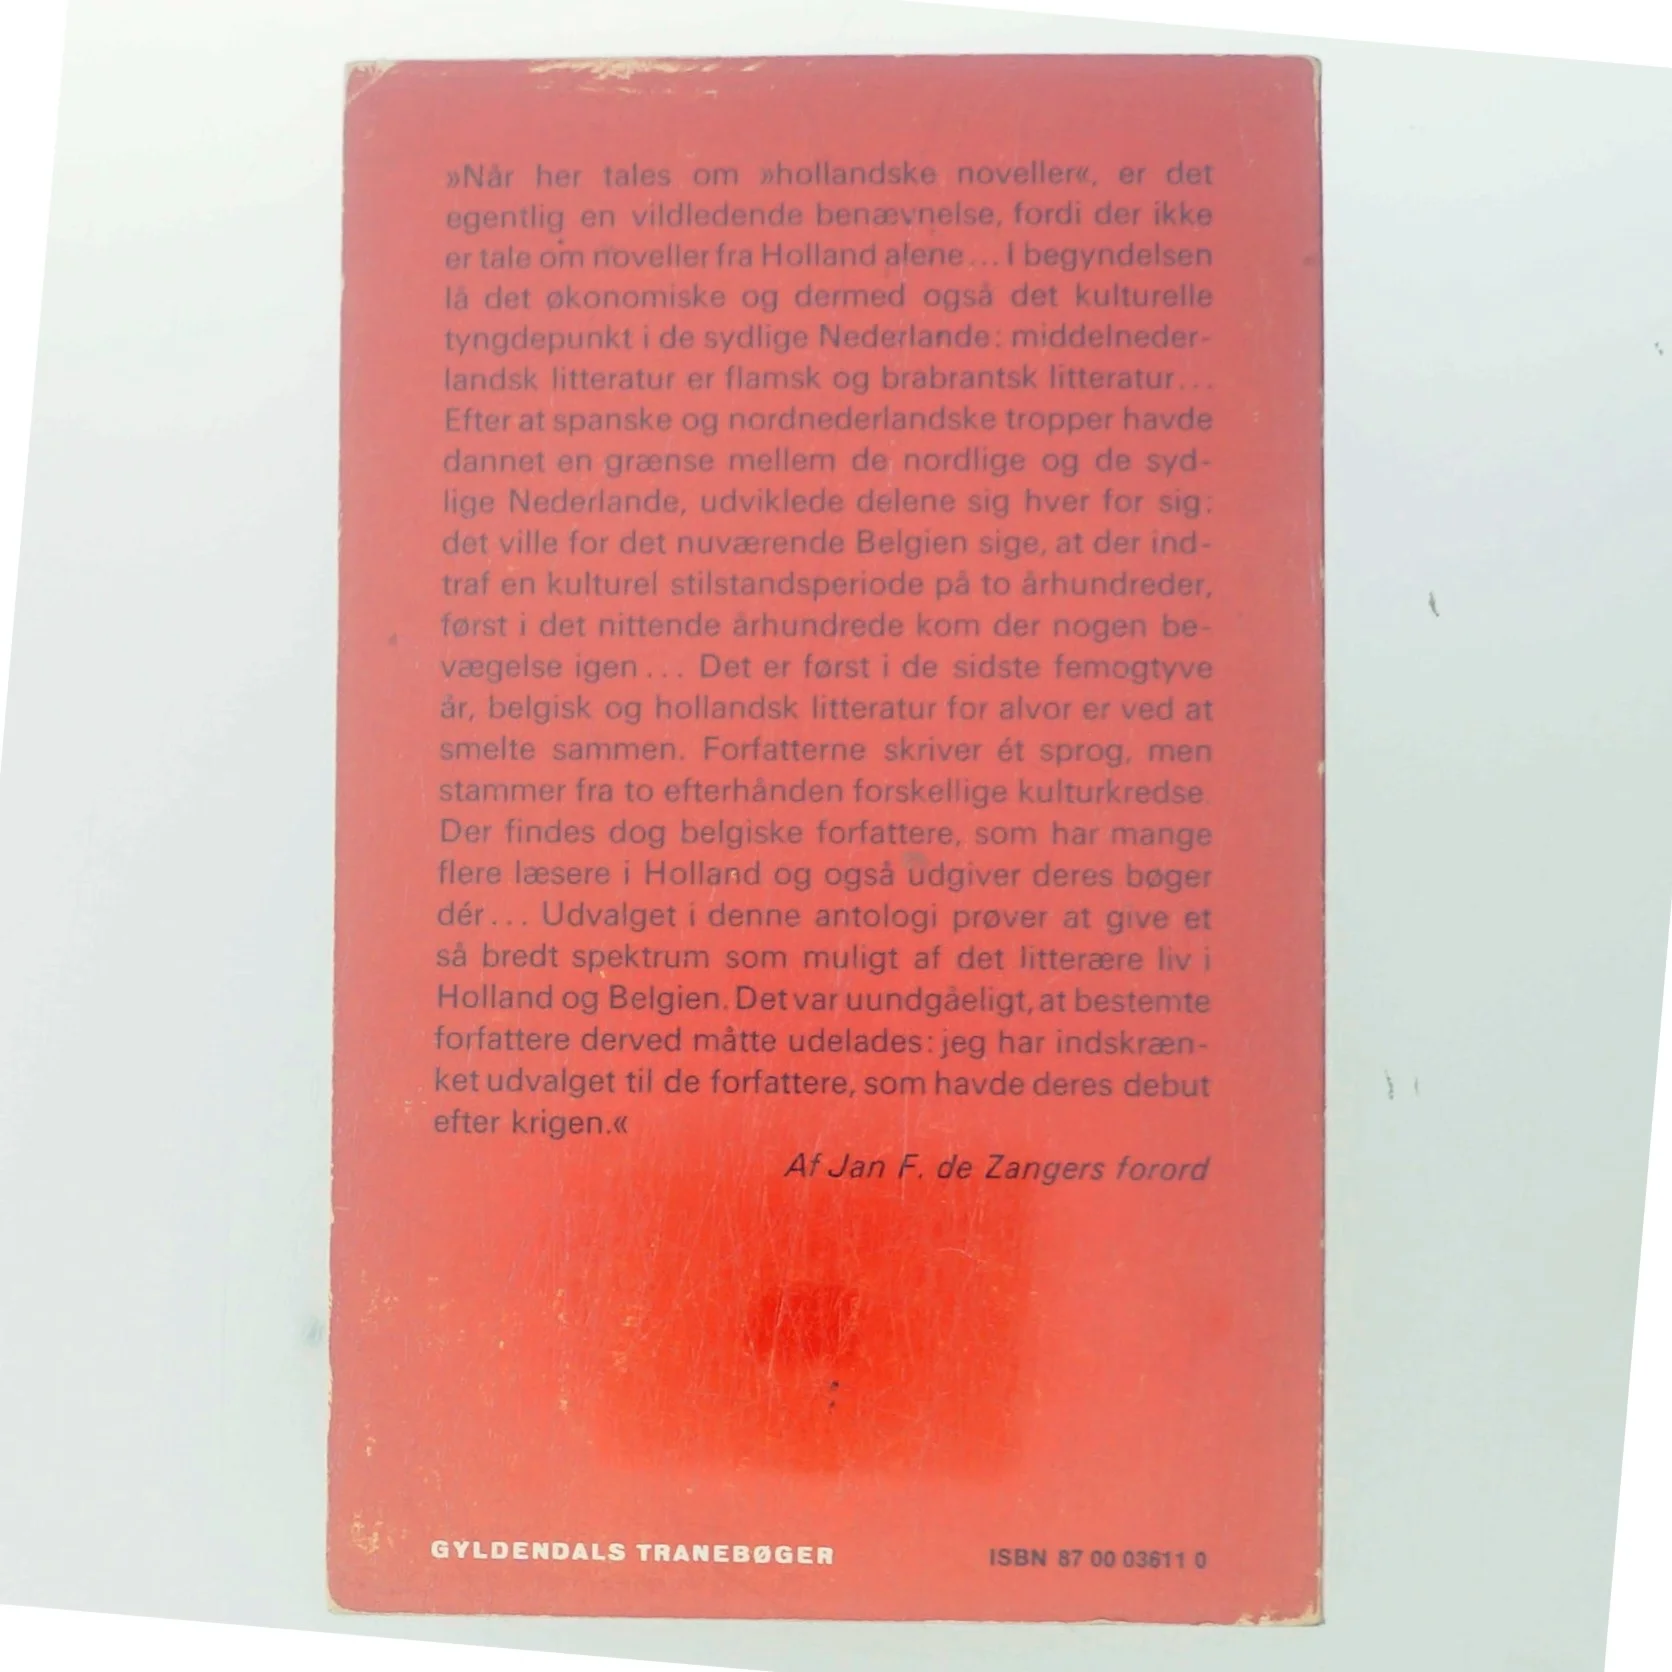 »Når her tales om »hollandske noveller«, er det
egentlig en vildledende benævnelse, fordi der ikke
er tale om noveller fra Holland alene... I begyndelsen
lå det økonomiske og dermed også det kulturelle
tyngdepunkt i de sydlige Nederlande: middelneder-
landsk litteratur er flamsk og brabrantsk litteratur...
Efter at spanske og nordnederlandske tropper havde
dannet en grænse mellem de nordlige og de syd-
lige Nederlande, udviklede delene sig hver for sig:
det ville for det nuværende Belgien sige, at der ind-
traf en kulturel stilstandsperiode på to århundreder,
først i det nittende århundrede kom der nogen be-
vægelse igen... Det er først i de sidste femogtyve
år, belgisk og hollandsk litteratur for alvor er ved at
smelte sammen. Forfatterne skriver ét sprog, men
stammer fra to efterhånden forskellige kulturkredse.
Der findes dog belgiske forfattere, som har mange
flere læsere i Holland og også udgiver deres bøger
dér... Udvalget i denne antologi prøver at give et
så bredt spektrum som muligt af det litterære liv i
Holland og Belgien. Det var uundgåeligt, at bestemte
forfattere derved måtte udelades: jeg har indskræn-
ket udvalget til de forfattere, som havde deres debut
efter krigen.«
Af Jan F. de Zangers forord
GYLDENDALS TRANEBØGER
ISBN 87 00 03611 0